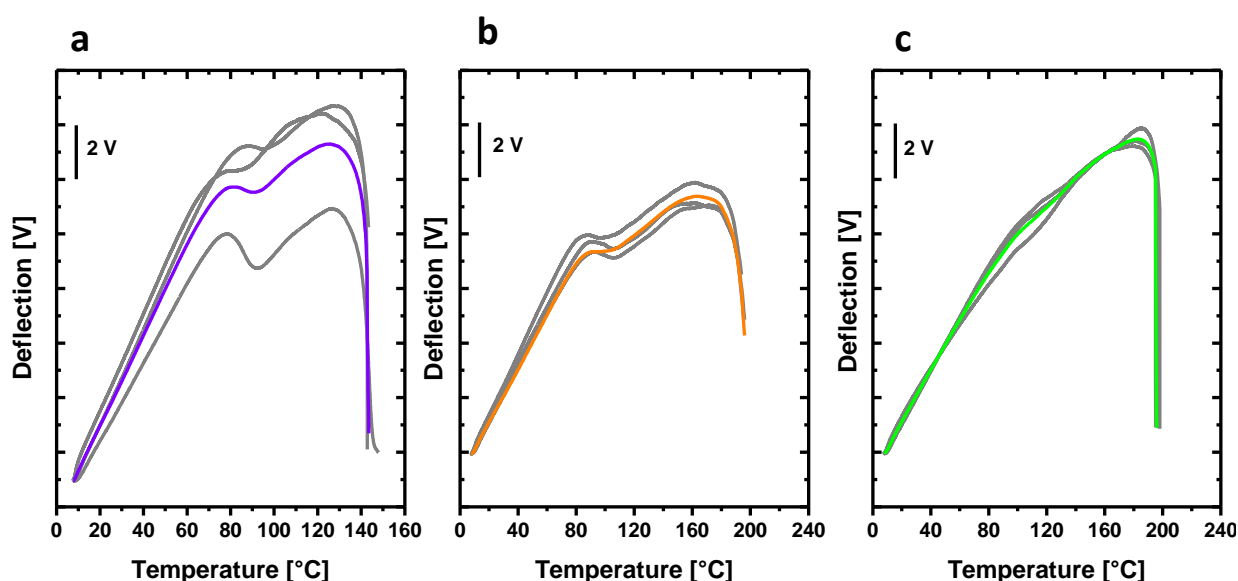 a
b
c
2 V
2 V
2 V
Deflection [V]
Deflection [V]
Deflection [V]
0 20 40 60 80 100 120 140 160
0 40 80 120 160 200 240
0 40 80 120 160 200 240
Temperature [°C]
Temperature [°C]
Temperature [°C]